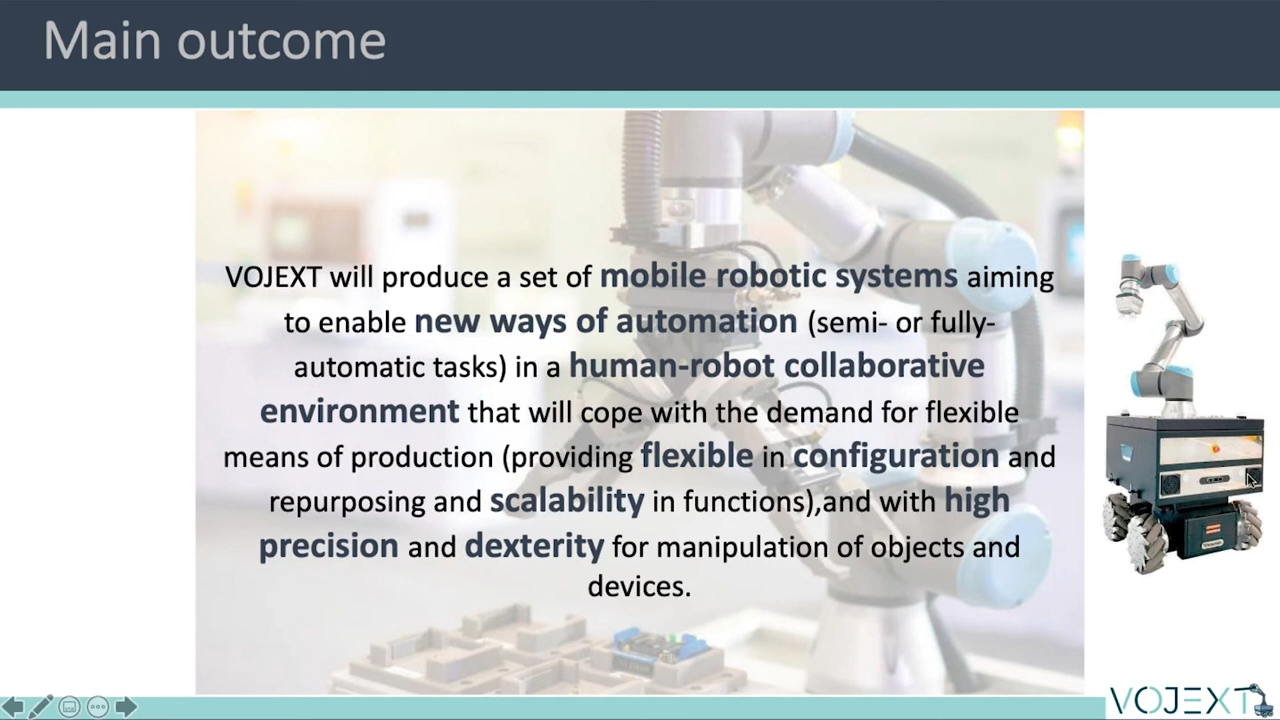 Main outcome
VOJEXT will produce a set of mobile robotic systems aiming
to enable new ways of automation (semi- or fully-
automatic tasks) in a human-robot collaborative
environment that will cope with the demand for flexible
means of production (providing flexible in configuration and
repurposing and scalability in functions),and with high
precision and dexterity for manipulation of objects and
devices.
VOJEXT